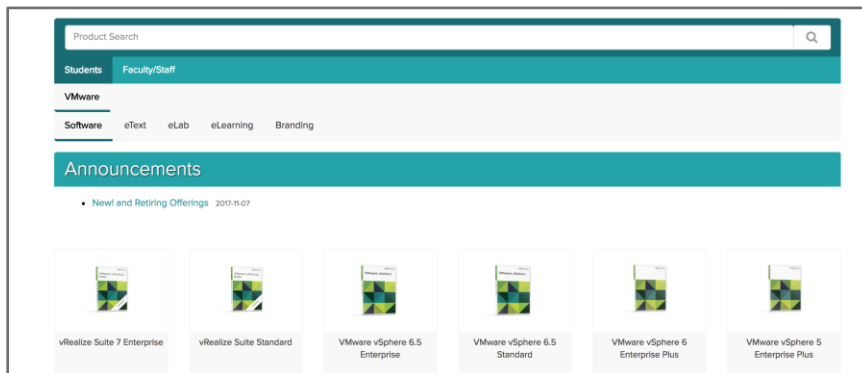 Product Search
Students Faculty/Staff
VMware
Software eText eLab eLearning Branding
Announcements
• New! and Retiring Offerings 2017-11-07
vRealize Suite 7 Enterprise
vRealize Suite Standard
VMware vSphere 6.5
Enterprise
VMware vSphere 6.5
Standard
VMware vSphere 6
Enterprise Plus
VMware vSphere 5
Enterprise Plus